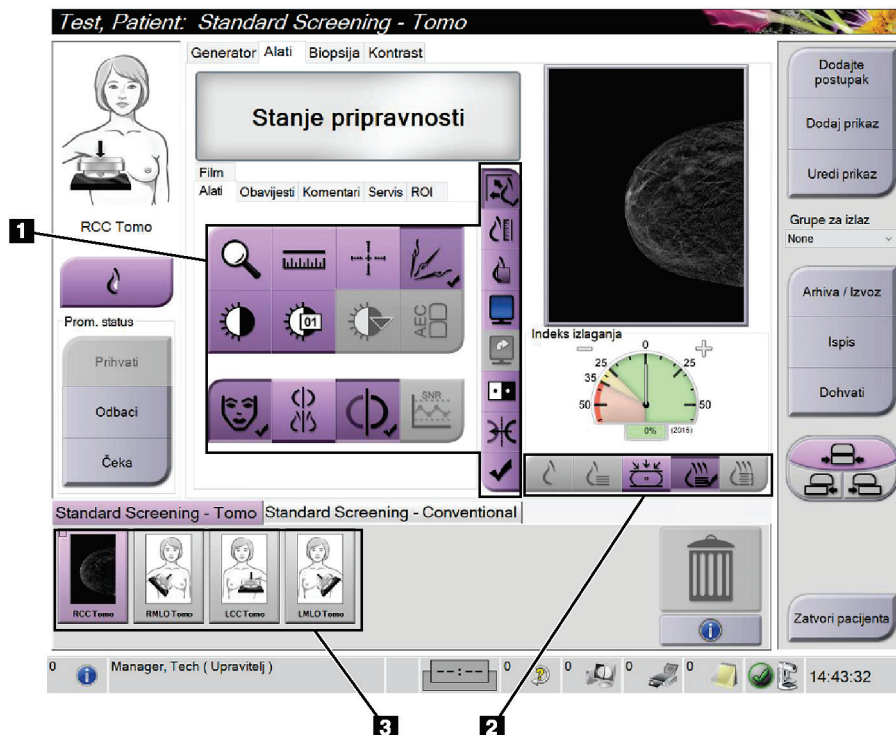 Test, Patient: Standard Screening - Tomo
Generator Alati Biopsija Kontrast
Stanje pripravnosti
Film
Alati Obavijesti Komentari Servis ROI
RCC Tomo
Prom. status
Prihvati
Odbaci
Čeka
1
01
AEC
SNR
Indeks izlaganja
0
25 25
35
50 50
0% (2015)
Dodajte
postupak
Dodaj prikaz
Uredi prikaz
Grupe za izlaz
None
Arhiva / Izvoz
Ispis
Dohvati
Zatvori pacijenta
Standard Screening - Tomo Standard Screening - Conventional
RCC Tomo RMLO Tomo LCC Tomo LMLO Tomo
0 Manager, Tech ( Upravitelj ) --:-- 0 0 0 0 14:43:32
3 2